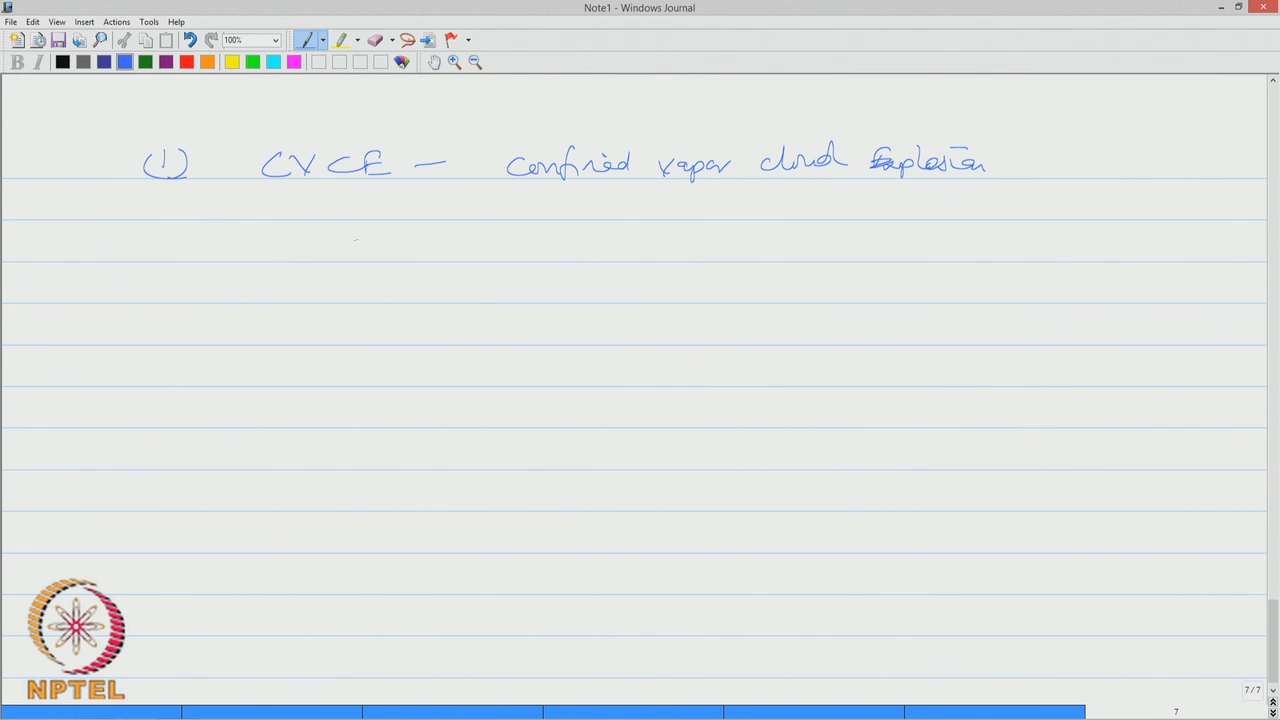 Note1 - Windows Journal
File Edit View Insert Actions Tools Help
100%
B I
(1) CVCE — Confined vapor cloud Explosion
NPTEL
7/7
7